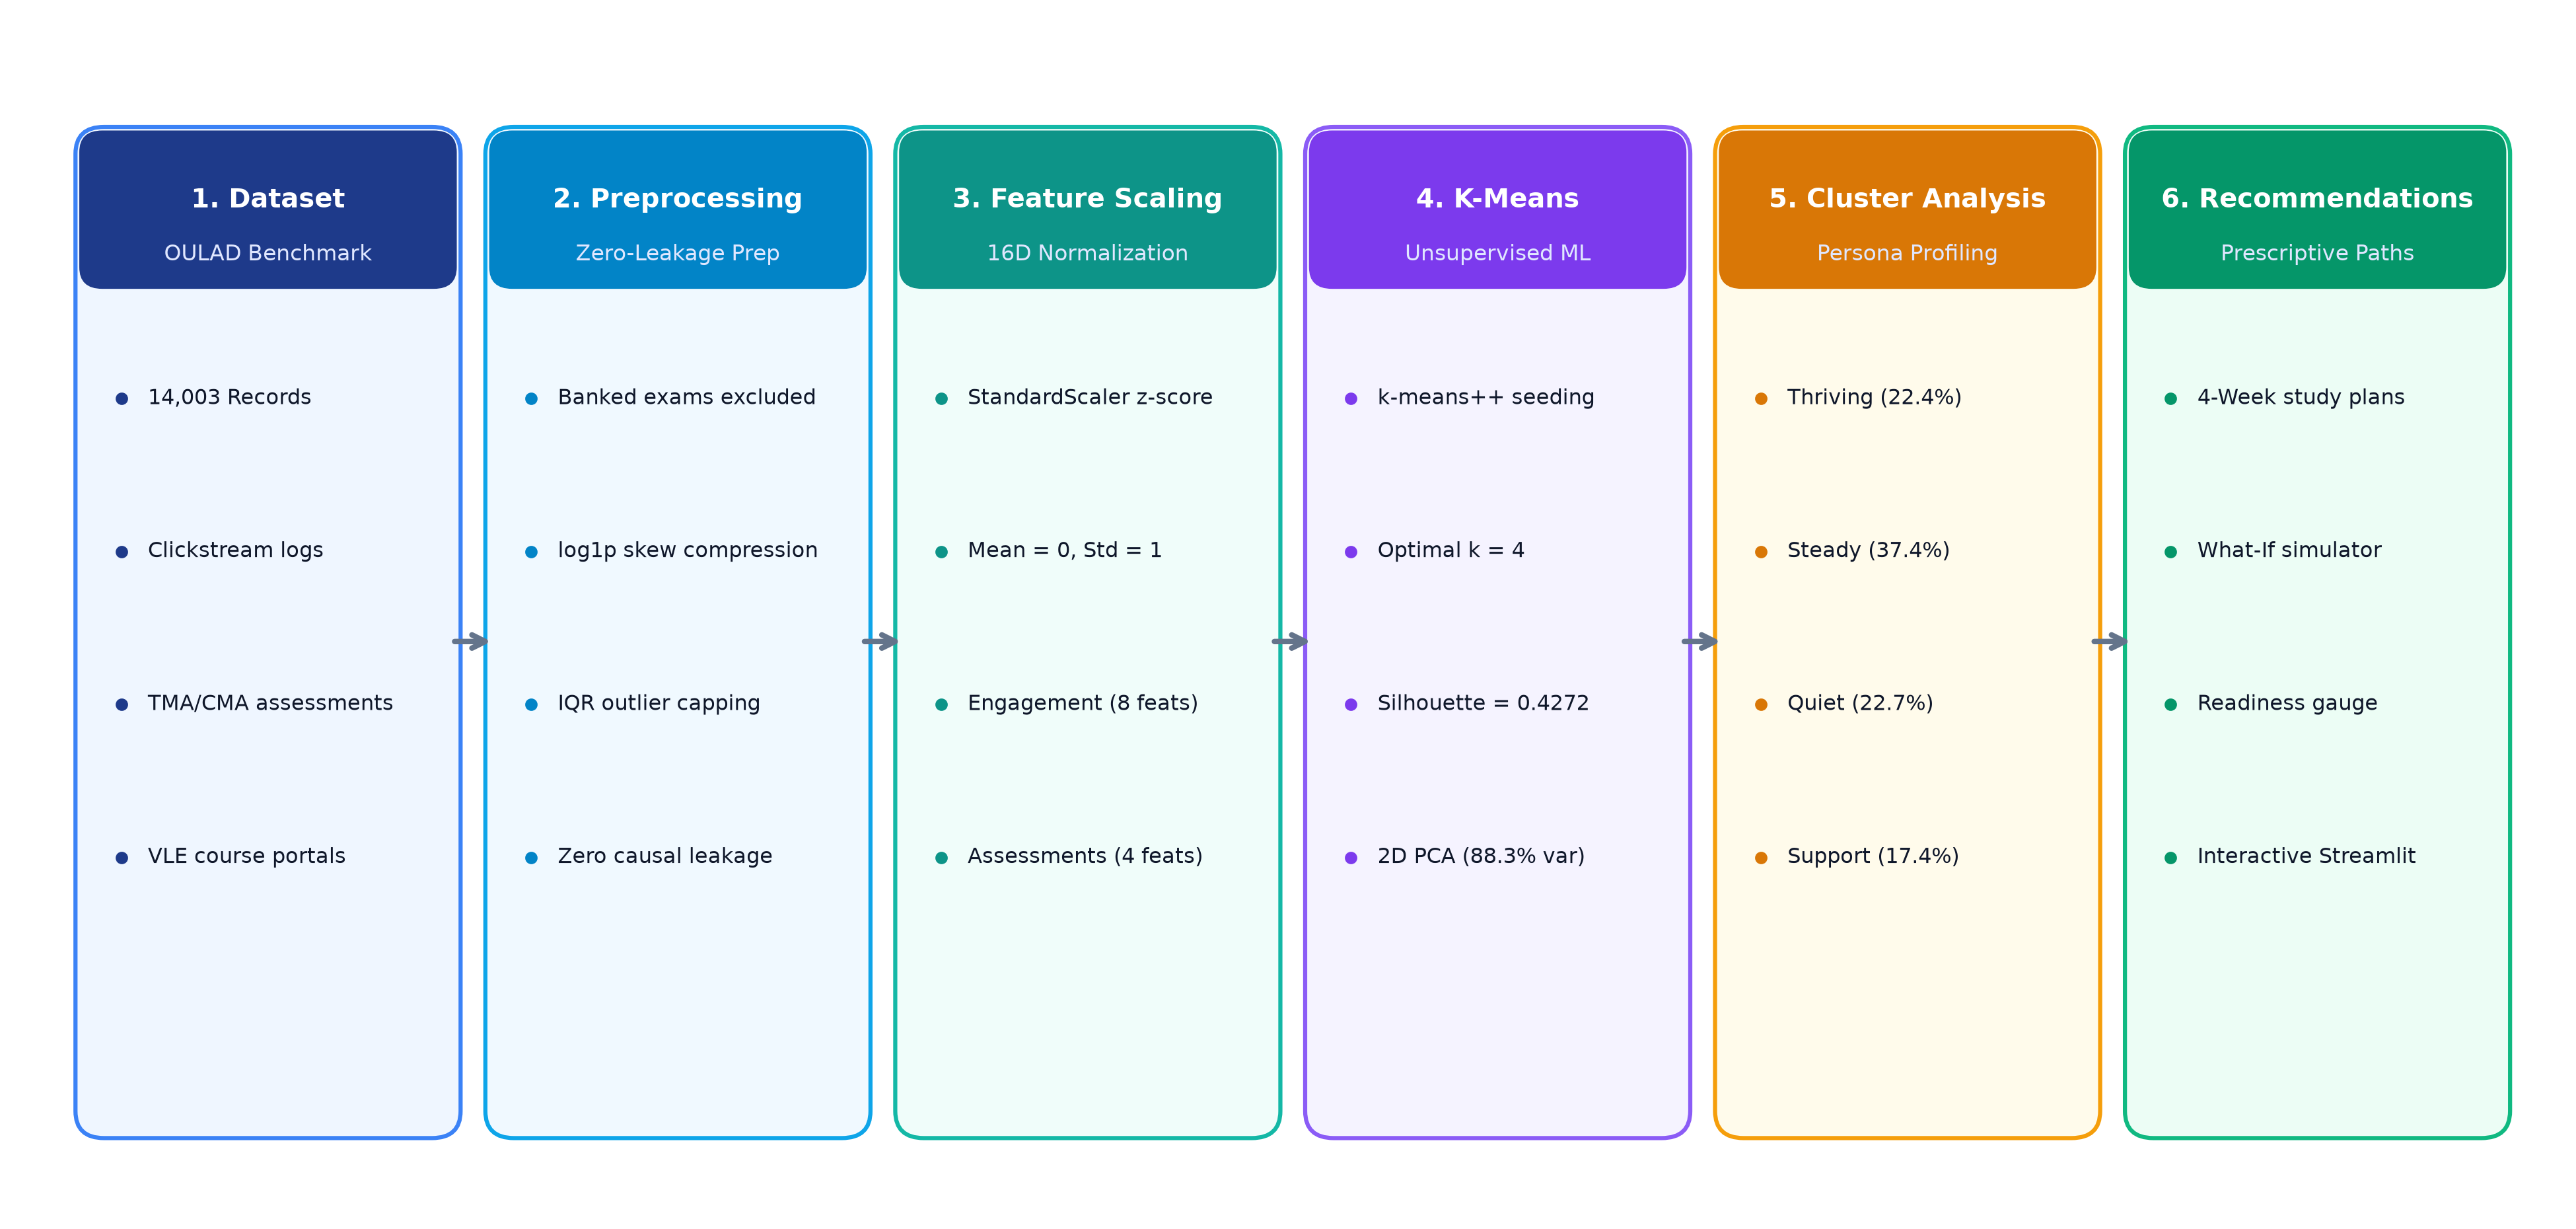 1. Dataset
OULAD Benchmark
14,003 Records
Clickstream logs
TMA/CMA assessments
VLE course portals
2. Preprocessing
Zero-Leakage Prep
Banked exams excluded
log1p skew compression
IQR outlier capping
Zero causal leakage
3. Feature Scaling
16D Normalization
StandardScaler z-score
Mean = 0, Std = 1
Engagement (8 feats)
Assessments (4 feats)
4. K-Means
Unsupervised ML
k-means++ seeding
Optimal k = 4
Silhouette = 0.4272
2D PCA (88.3% var)
5. Cluster Analysis
Persona Profiling
Thriving (22.4%)
Steady (37.4%)
Quiet (22.7%)
Support (17.4%)
6. Recommendations
Prescriptive Paths
4-Week study plans
What-If simulator
Readiness gauge
Interactive Streamlit